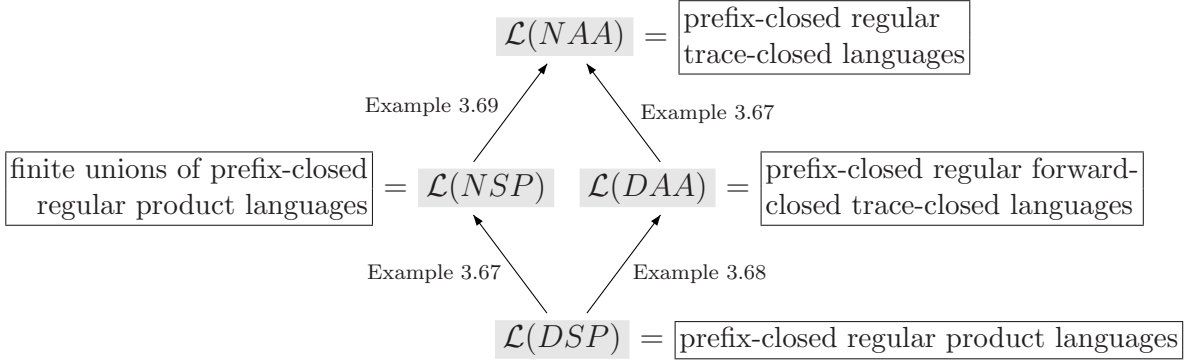 𝓛(NAA) = prefix-closed regular
trace-closed languages
Example 3.69
Example 3.67
finite unions of prefix-closed
regular product languages
= 𝓛(NSP)
𝓛(DAA) = prefix-closed regular forward-
closed trace-closed languages
Example 3.67
Example 3.68
𝓛(DSP) = prefix-closed regular product languages